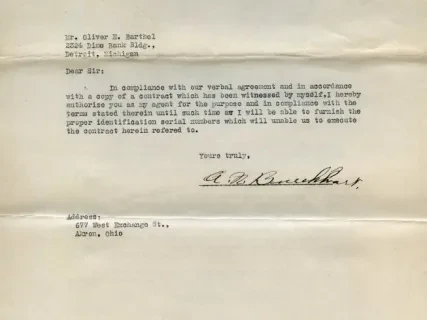 Mr. Oliver E. Barthel
2324 Dime Bank Bldg.,
Detroit, Michigan
Dear Sir:
In compliance with our verbal agreement and in accordance
with a copy of a contract which has been witnessed by myself,I hereby
authorize you as my agent for the purpose and in compliance with the
terms stated therein until such time as I will be able to furnish the
proper identification serial numbers which will unable us to execute
the contract herein refered to.
Yours truly,
Address:
677 West Exchange St.,
Akron, Ohio